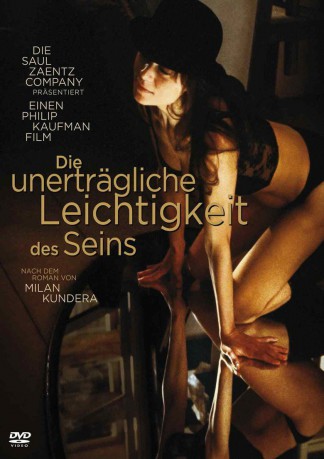 DIE
SAUL
ZAENTZ
COMPANY
PRÄSENTIERT
EINEN
PHILIP
KAUFMAN
FILM
Die
unerträgliche
Leichtigkeit
des Seins
NACH DEM
ROMAN VON
MILAN
KUNDERA
DVD
VIDEO